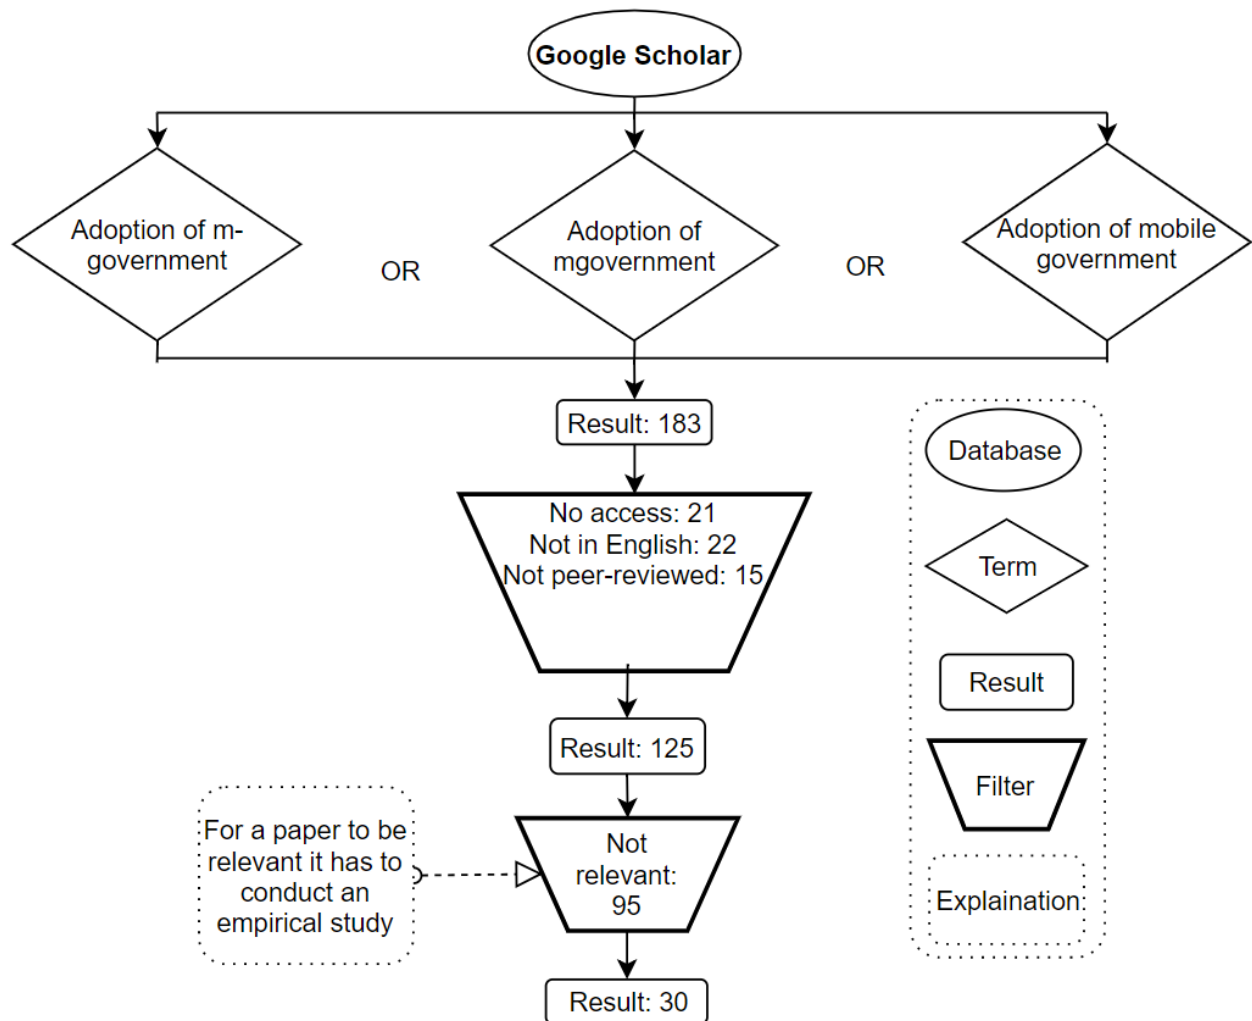 Google Scholar
Adoption of m-
government
OR
Adoption of
mgovernment
OR
Adoption of mobile
government
Result: 183
No access: 21
Not in English: 22
Not peer-reviewed: 15
Result: 125
For a paper to be
relevant it has to
conduct an
empirical study
Not
relevant:
95
Result: 30
Database
Term
Result
Filter
Explaination